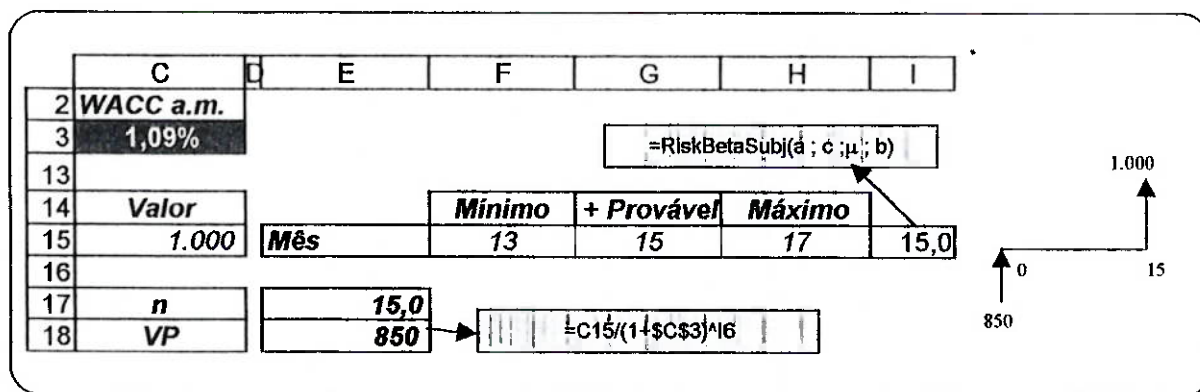 C D E F G H I
2 WACC a.m.
3 1,09%
=RiskBetaSubj(a ; c ;μ ; b)
13
1.000
14 Valor Mínimo + Provável Máximo
15 1.000 Mês 13 15 17 15,0
16
0 15
17 n 15,0
850
18 VP 850 =C15/(1+$C$3)^I6